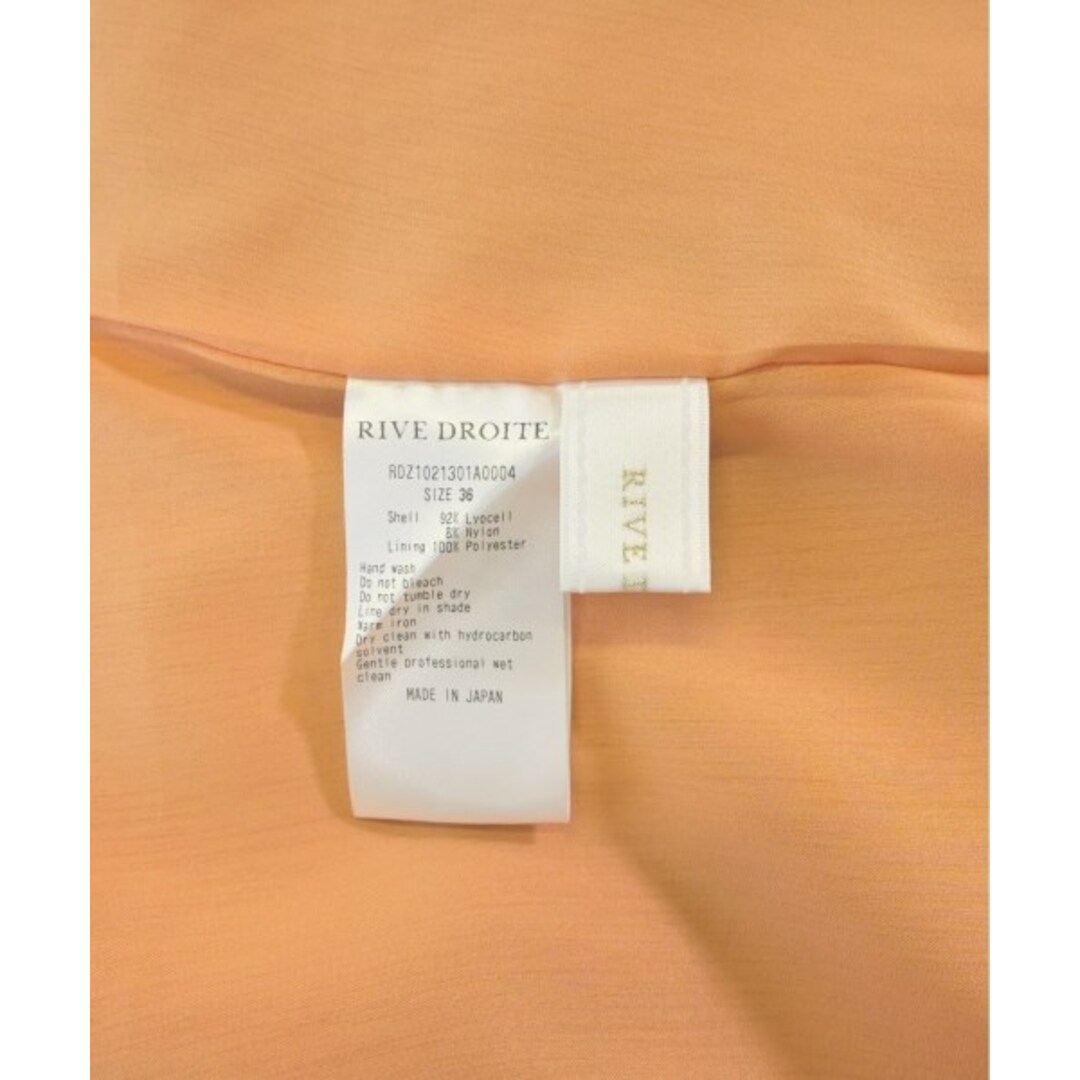 RIVE DROITE
RDZ1021301A0004
SIZE 36
Shell 92% Lyocell
8% Nylon
Lining 100% Polyester
Hand wash
Do not bleach
Do not tumble dry
Line dry in shade
Warm iron
Dry clean with hydrocarbon
solvent
Gentle professional wet
clean
MADE IN JAPAN
RIVE